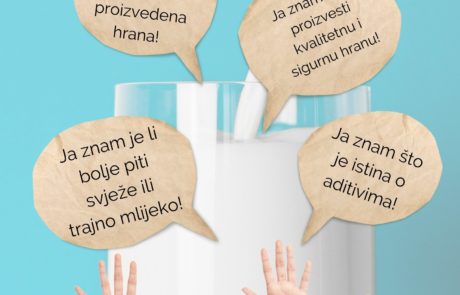 proizvedena
hrana!
Ja znam
proizvesti
kvalitetnu i
sigurnu hranu!
Ja znam je li
bolje piti
svježe ili
trajno mlijeko!
Ja znam što
je istina o
aditivima!